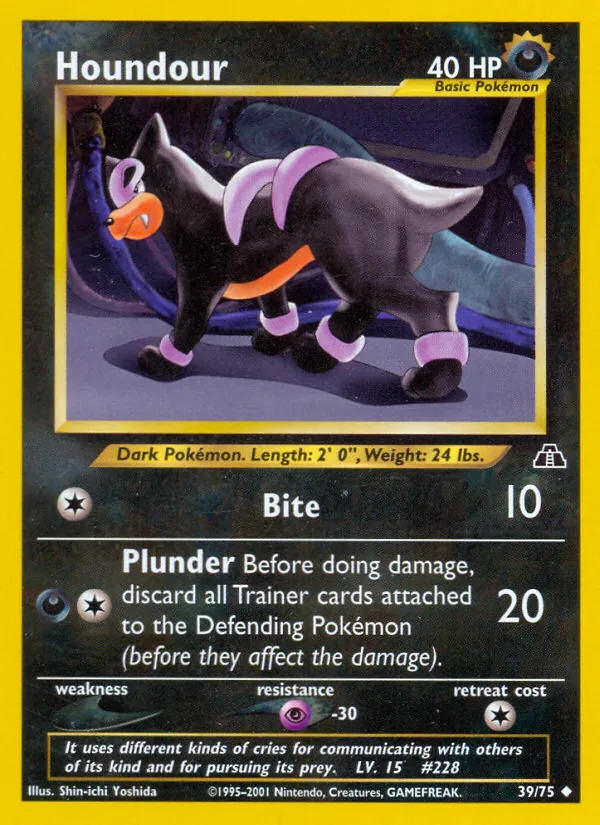 Houndour
40 HP
Basic Pokémon
Dark Pokémon. Length: 2' 0", Weight: 24 lbs.
Bite 10
Plunder Before doing damage,
discard all Trainer cards attached
to the Defending Pokémon
(before they affect the damage).
20
weakness resistance retreat cost
-30
It uses different kinds of cries for communicating with others
of its kind and for pursuing its prey. LV. 15 #228
Illus. Shin-ichi Yoshida ©1995–2001 Nintendo, Creatures, GAMEFREAK. 39/75